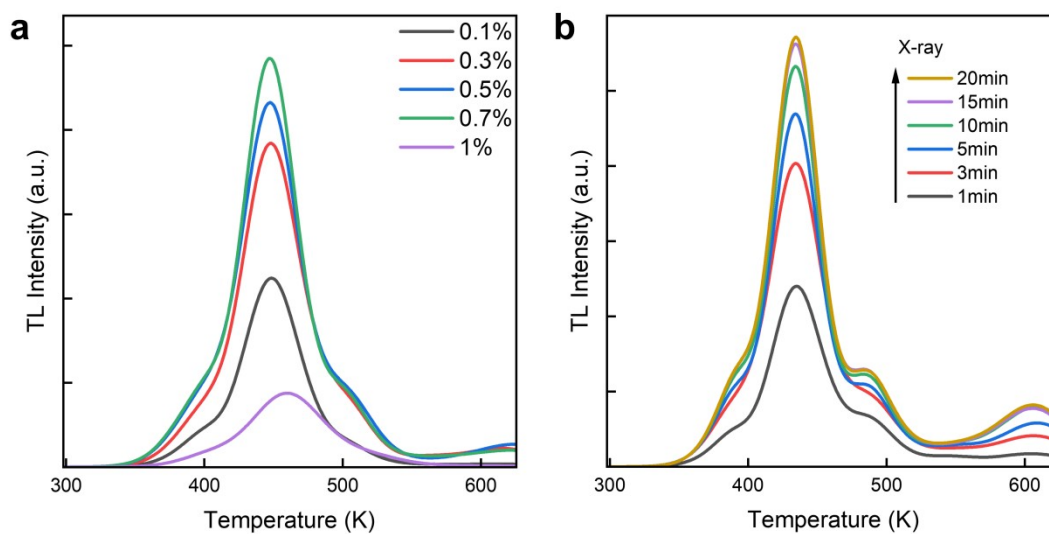 a
0.1%
0.3%
0.5%
0.7%
1%
TL Intensity (a.u.)
300
400
500
600
Temperature (K)
b
X-ray
20min
15min
10min
5min
3min
1min
TL Intensity (a.u.)
300
400
500
600
Temperature (K)